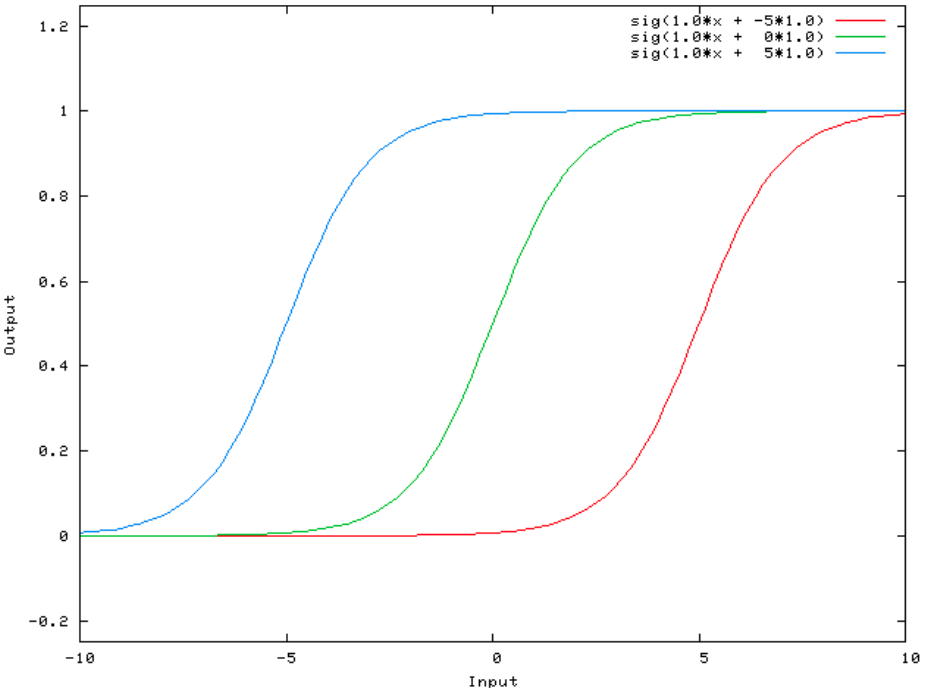 1.2
sig(1.0*x + -5*1.0)
sig(1.0*x +  0*1.0)
sig(1.0*x +  5*1.0)
1
0.8
0.6
Output
0.4
0.2
0
-0.2
-10 -5 0 5 10
Input